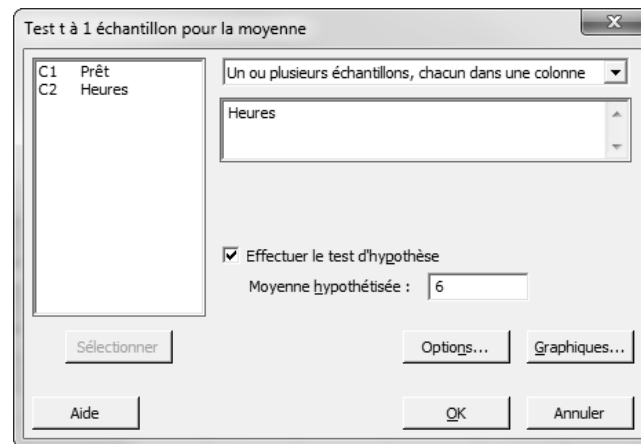 Test t à 1 échantillon pour la moyenne
C1 Prêt
C2 Heures
Un ou plusieurs échantillons, chacun dans une colonne
Heures
Effectuer le test d'hypothèse
Moyenne hypothétisée :
6
Sélectionner
Options...
Graphiques...
Aide
OK
Annuler